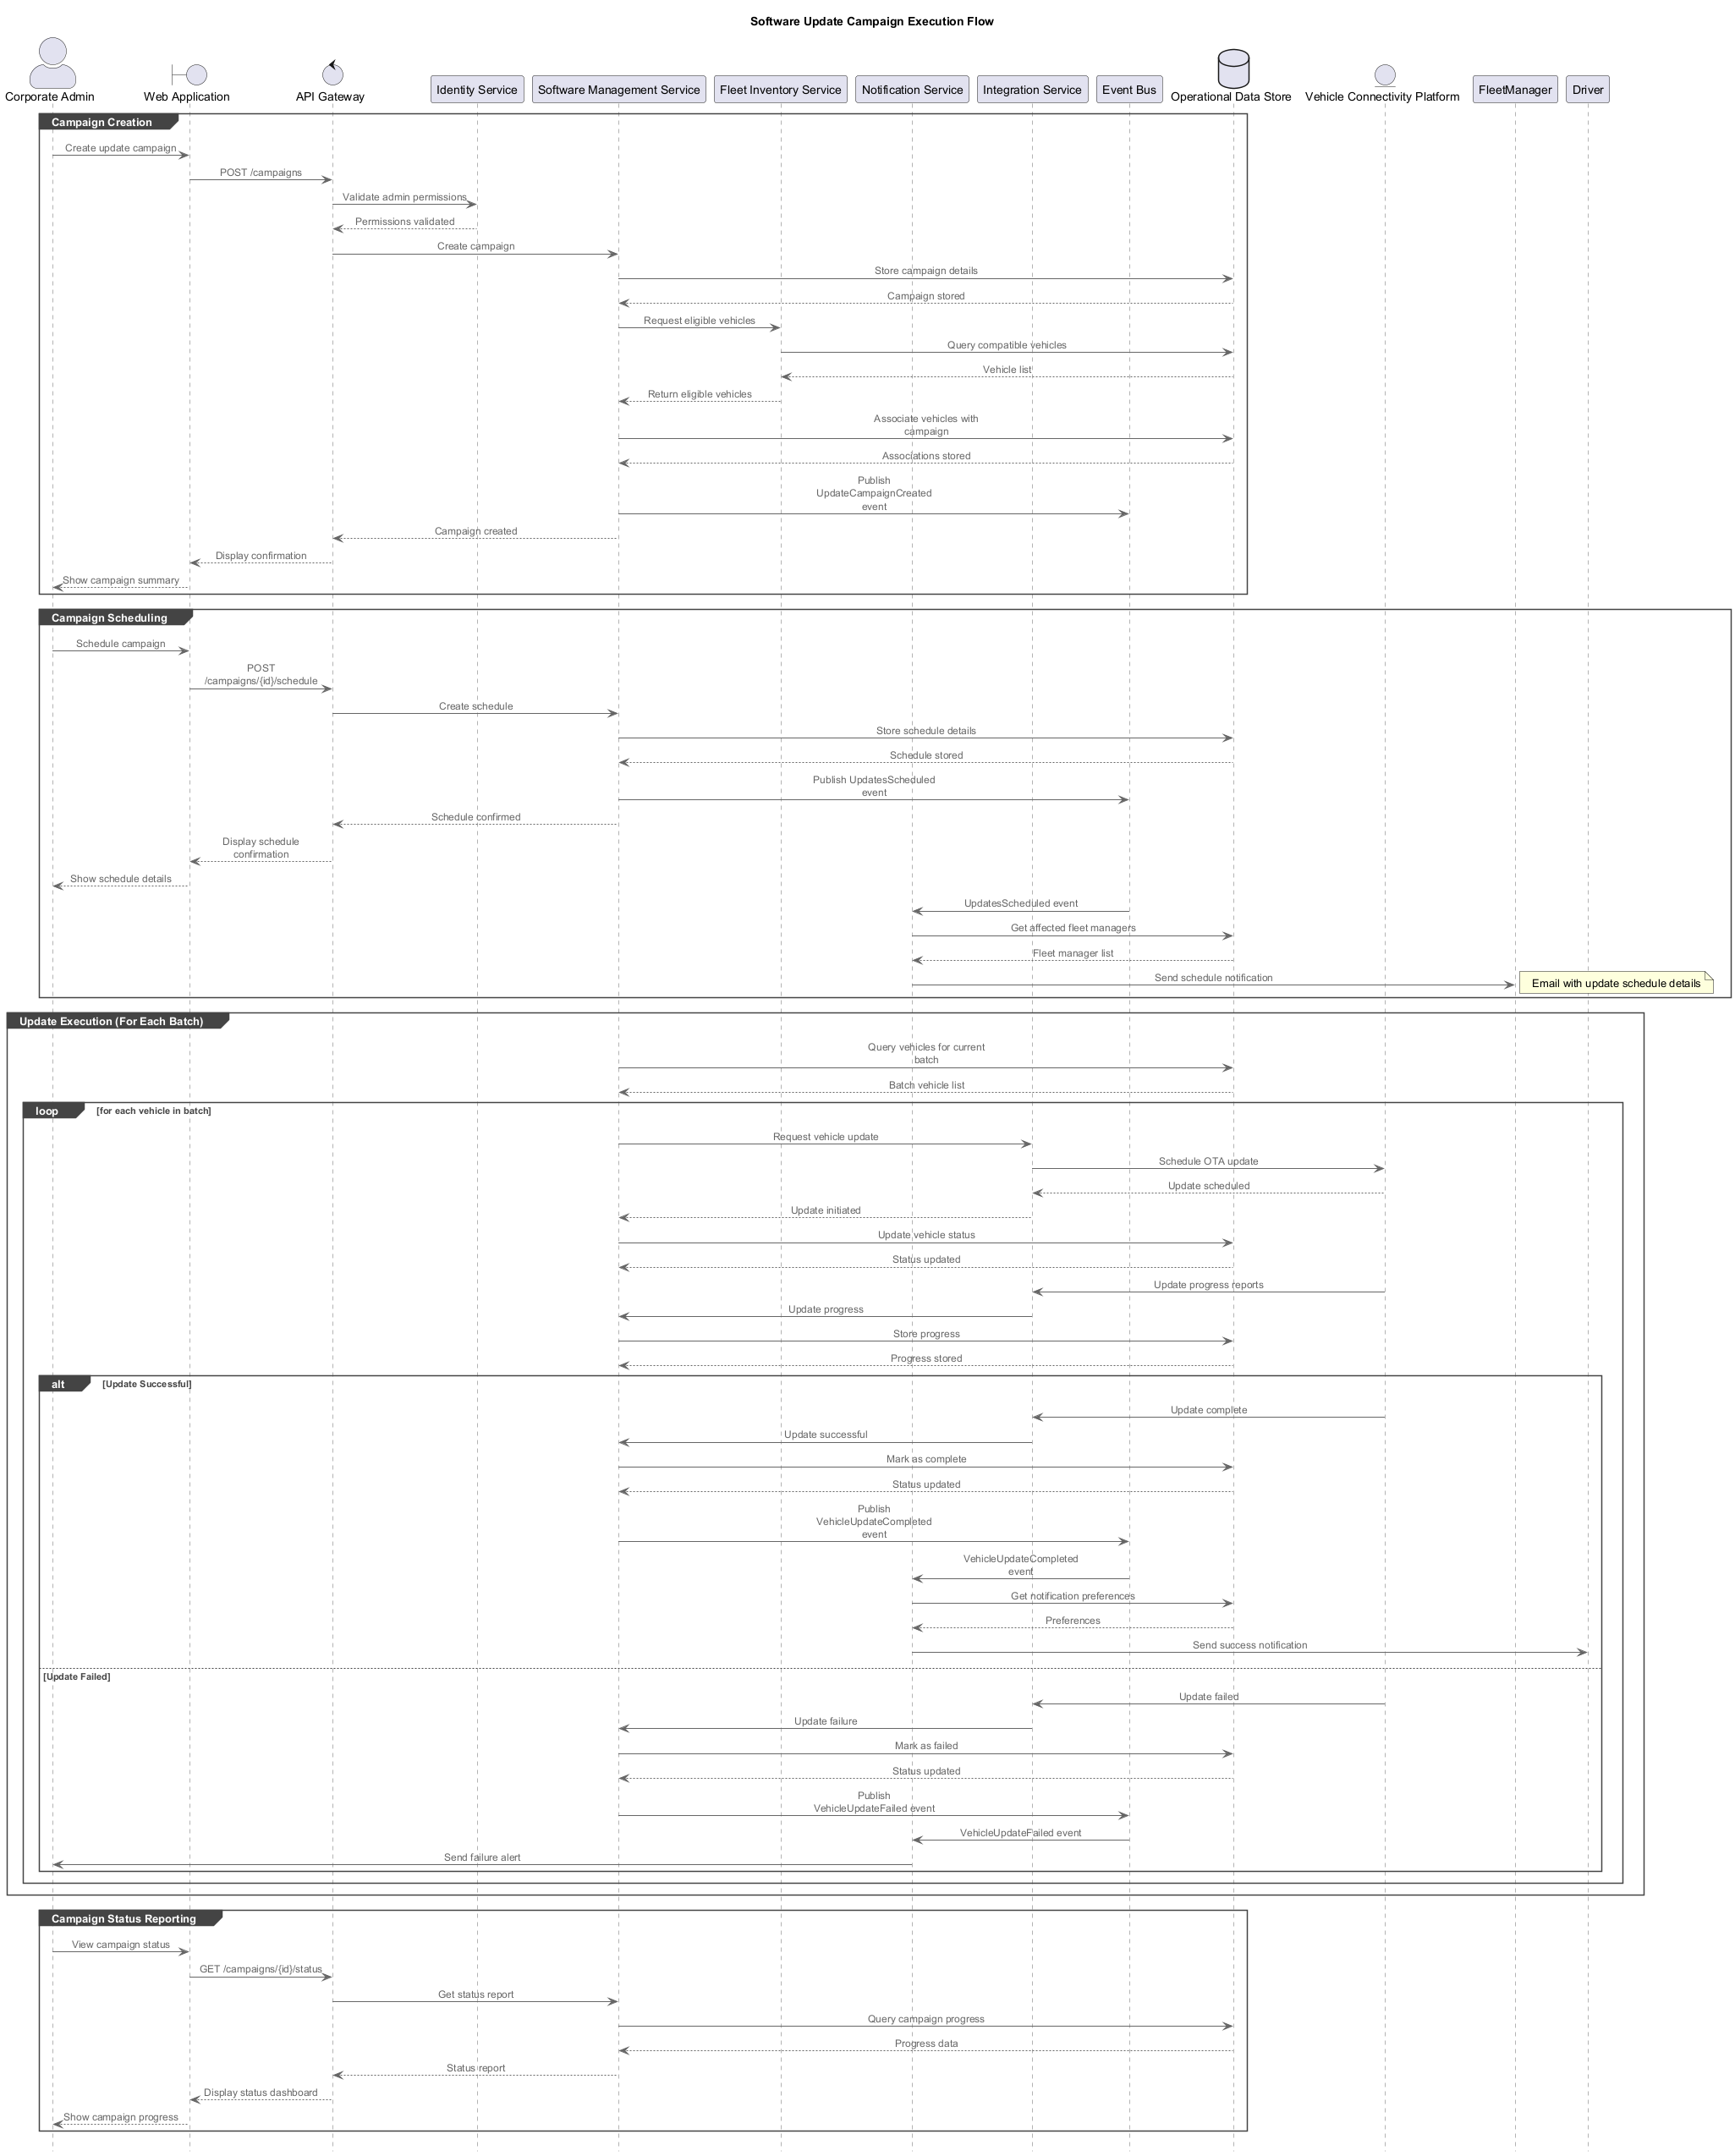 Software Update Campaign Execution Flow
Corporate Admin
Web Application
API Gateway
Identity Service
Software Management Service
Fleet Inventory Service
Notification Service
Integration Service
Event Bus
Operational Data Store
Vehicle Connectivity Platform
FleetManager
Driver
Campaign Creation
Create update campaign
POST /campaigns
Validate admin permissions
Permissions validated
Create campaign
Store campaign details
Campaign stored
Request eligible vehicles
Query compatible vehicles
Vehicle list
Return eligible vehicles
Associate vehicles with
campaign
Associations stored
Publish
UpdateCampaignCreated
event
Campaign created
Display confirmation
Show campaign summary
Campaign Scheduling
Schedule campaign
POST
/campaigns/{id}/schedule
Create schedule
Store schedule details
Schedule stored
Publish UpdatesScheduled
event
Schedule confirmed
Display schedule
confirmation
Show schedule details
UpdatesScheduled event
Get affected fleet managers
Fleet manager list
Send schedule notification
Email with update schedule details
Update Execution (For Each Batch)
Query vehicles for current
batch
Batch vehicle list
loop [for each vehicle in batch]
Request vehicle update
Schedule OTA update
Update scheduled
Update initiated
Update vehicle status
Status updated
Update progress reports
Update progress
Store progress
Progress stored
alt [Update Successful]
Update complete
Update successful
Mark as complete
Status updated
Publish
VehicleUpdateCompleted
event
VehicleUpdateCompleted
event
Get notification preferences
Preferences
Send success notification
[Update Failed]
Update failed
Update failure
Mark as failed
Status updated
Publish
VehicleUpdateFailed event
VehicleUpdateFailed event
Send failure alert
Campaign Status Reporting
View campaign status
GET /campaigns/{id}/status
Get status report
Query campaign progress
Progress data
Status report
Display status dashboard
Show campaign progress